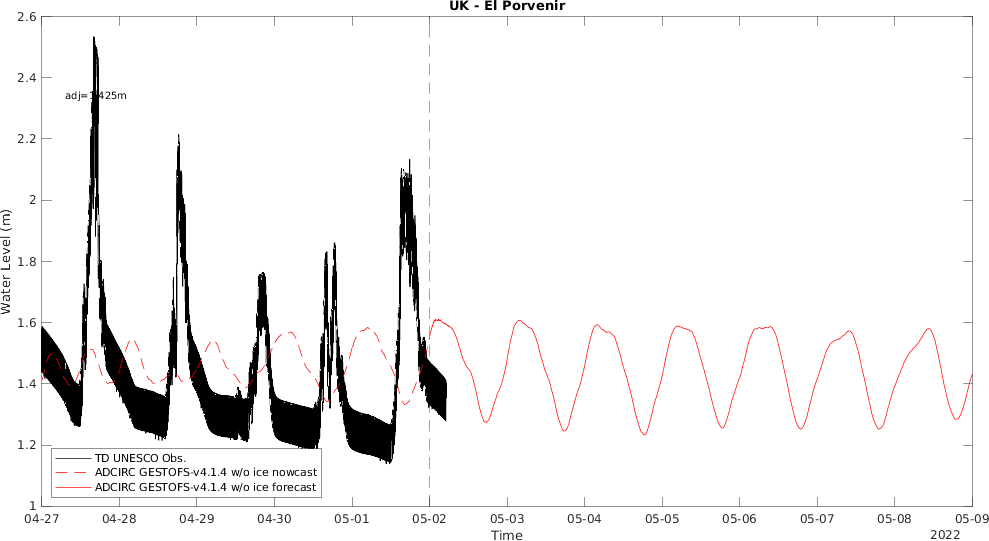 UK - El Porvenir
2.6
2.4
2.2
2
1.8
1.6
1.4
1.2
1
Water Level (m)
adj=1.425m
TD UNESCO Obs.
ADCIRC GESTOFS-v4.1.4 w/o ice nowcast
ADCIRC GESTOFS-v4.1.4 w/o ice forecast
04-27 04-28 04-29 04-30 05-01 05-02 05-03 05-04 05-05 05-06 05-07 05-08 05-09
Time
2022